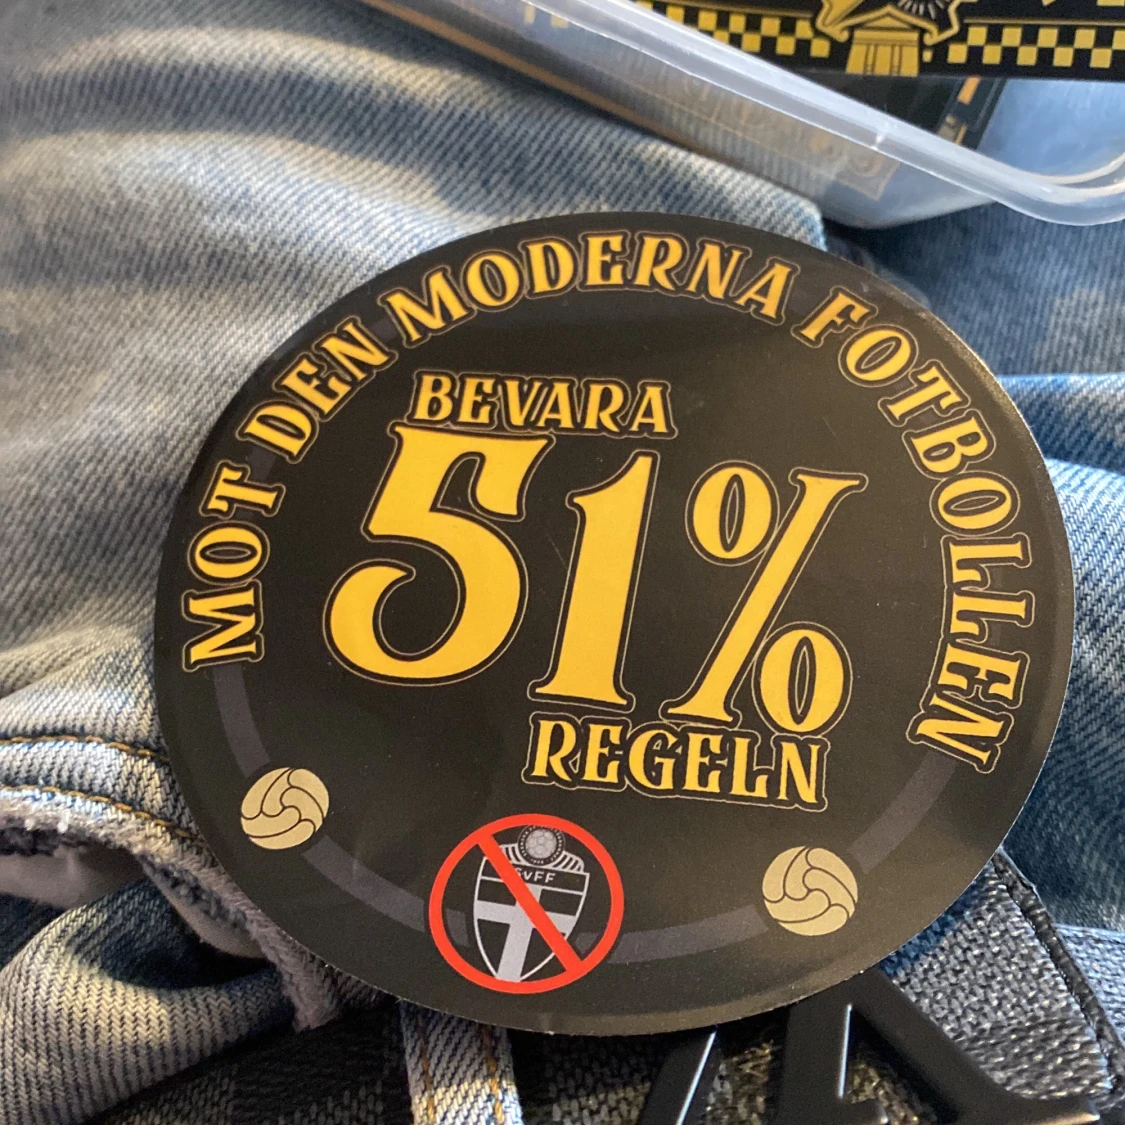 MOT DEN MODERNA FOTBOLLEN
BEVARA
51%
REGELN
SvFF